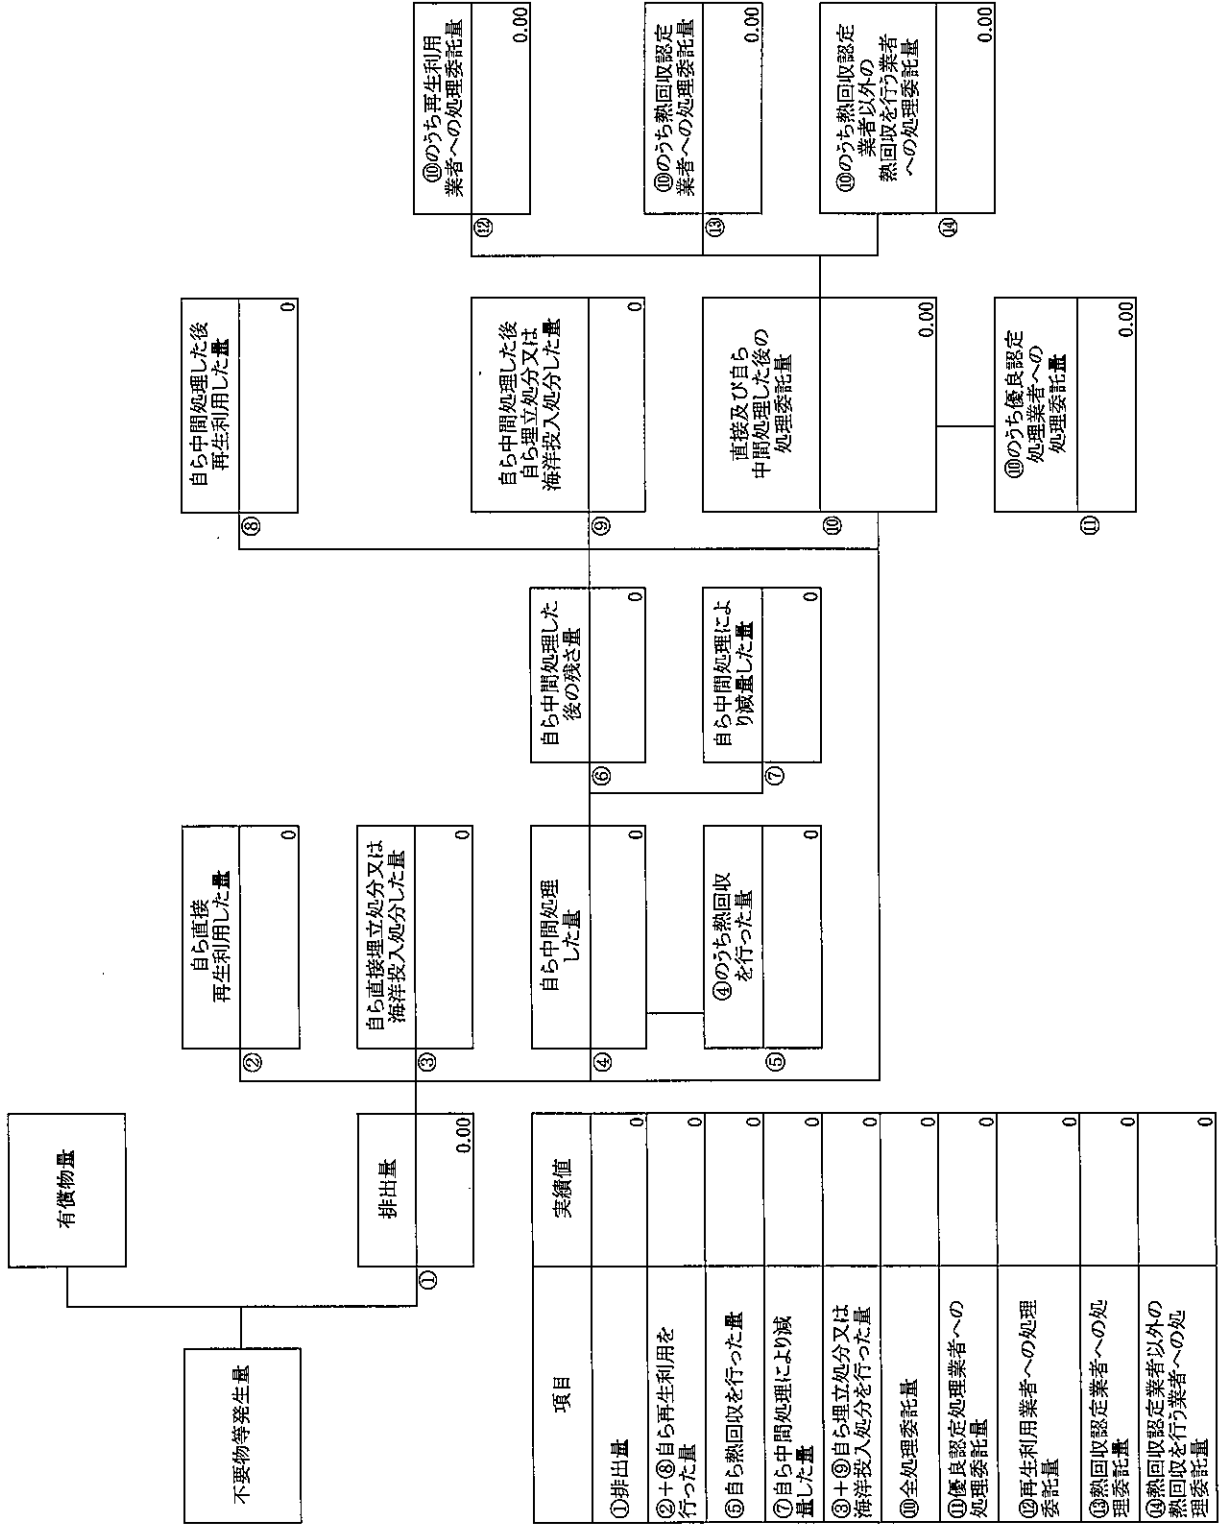 不要物等発生量
有償物量
排出量
①
0.00
自ら直接
再生利用した量
②
0
自ら直接埋立処分又は
海洋投入処分した量
③
0
自ら中間処理
した量
④
0
④のうち熱回収
を行った量
⑤
0
自ら中間処理した
後の残さ量
⑥
0
自ら中間処理によ
り減量した量
⑦
0
自ら中間処理した後
再生利用した量
⑧
0
自ら中間処理した後
自ら埋立処分又は
海洋投入処分した量
⑨
0
直接及び自ら
中間処理した後の
処理委託量
⑩
0.00
⑩のうち優良認定
処理業者への
処理委託量
⑪
0.00
⑩のうち再生利用
業者への処理委託量
⑫
0.00
⑩のうち熱回収認定
業者への処理委託量
⑬
0.00
⑩のうち熱回収認定
業者以外の
熱回収を行う業者
への処理委託量
⑭
0.00
項目 実績値
①排出量 0
②+⑧自ら再生利用を
行った量 0
⑤自ら熱回収を行った量 0
⑦自ら中間処理により減
量した量 0
③+⑨自ら埋立処分又は
海洋投入処分を行った量 0
⑩全処理委託量 0
⑪優良認定処理業者への
処理委託量 0
⑫再生利用業者への処理
委託量 0
⑬熱回収認定業者への処
理委託量 0
⑭熱回収認定業者以外の
熱回収を行う業者への処
理委託量 0